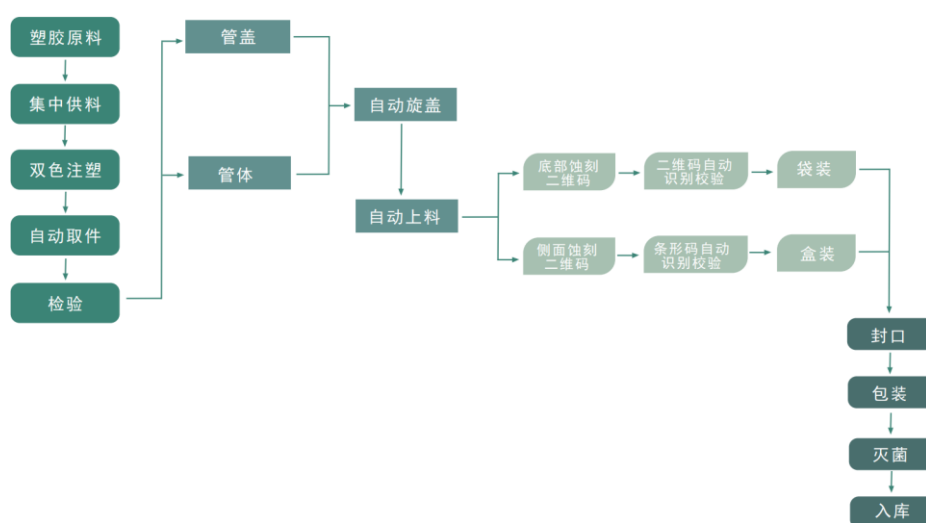 塑胶原料
集中供料
双色注塑
自动取件
检验
管盖
管体
自动旋盖
自动上料
底部蚀刻
二维码
二维码自动
识别校验
袋装
侧面蚀刻
二维码
条形码自动
识别校验
盒装
封口
包装
灭菌
入库